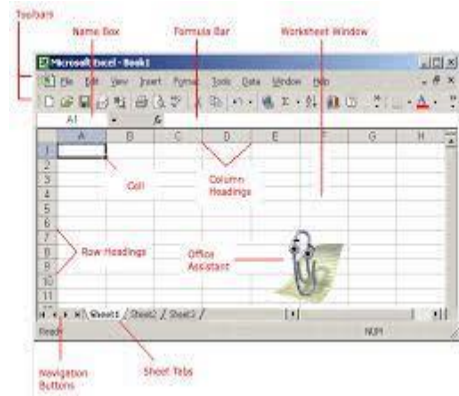 Toolbars
Name Box
Formula Bar
Worksheet Window
Microsoft Excel - Book1
File Edit View Insert Format Tools Data Window Help
A1
A B C D E F G H
1
2
3
4
5
6
7
8
9
10
11
Cell
Column
Headings
Row Headings
Office
Assistant
Sheet1 / Sheet2 / Sheet3 /
Ready
NUM
Navigation
Buttons
Sheet Tabs